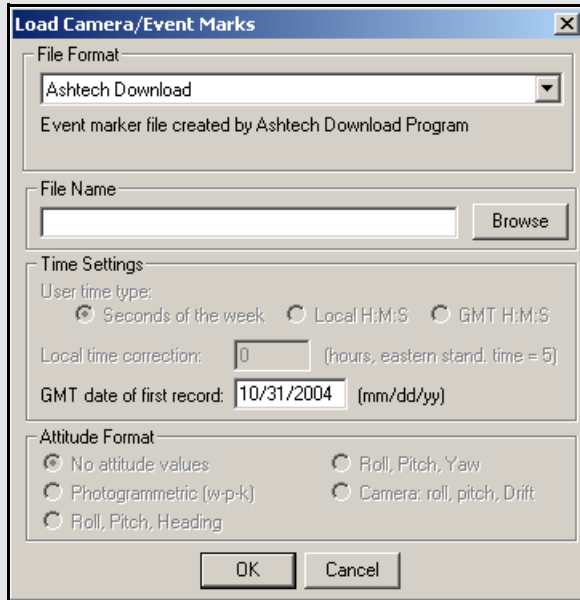 Load Camera/Event Marks
File Format
Ashtech Download
Event marker file created by Ashtech Download Program
File Name
Browse
Time Settings
User time type:
Seconds of the week Local H:M:S GMT H:M:S
Local time correction: 0 (hours, eastern stand. time = 5)
GMT date of first record: 10/31/2004 (mm/dd/yy)
Attitude Format
No attitude values Roll, Pitch, Yaw
Photogrammetric (w-p-k) Camera: roll, pitch, Drift
Roll, Pitch, Heading
OK Cancel